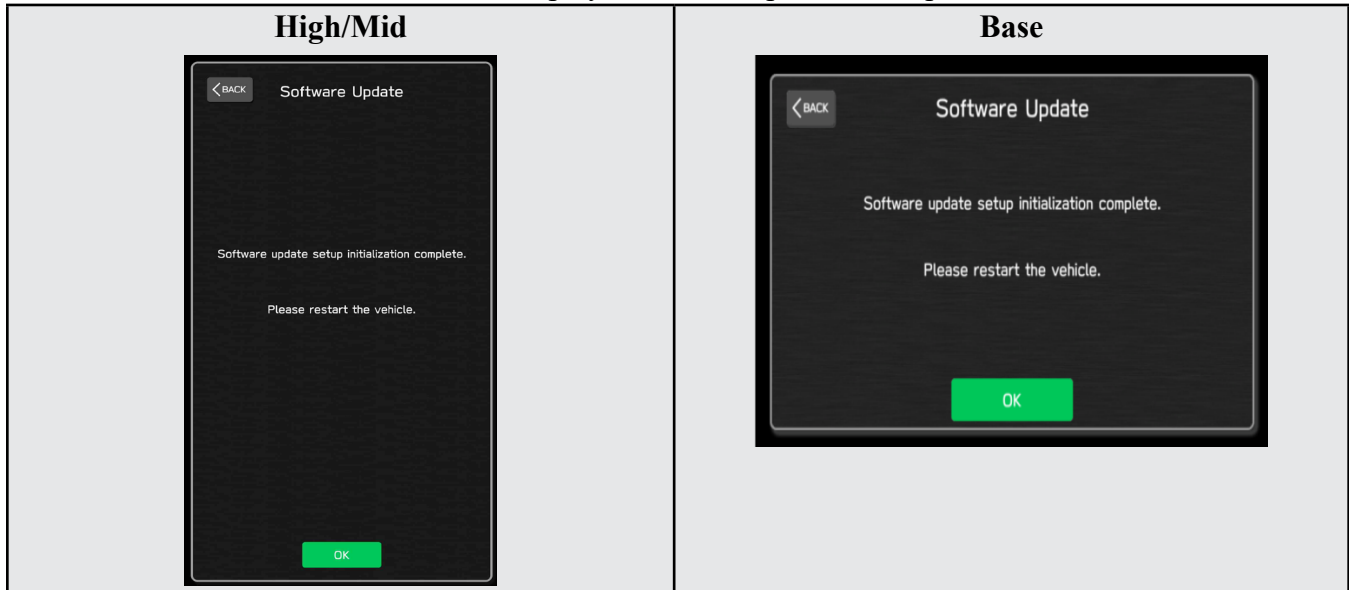 High/Mid
BACK
Software Update
Software update setup initialization complete.
Please restart the vehicle.
OK
Base
BACK
Software Update
Software update setup initialization complete.
Please restart the vehicle.
OK